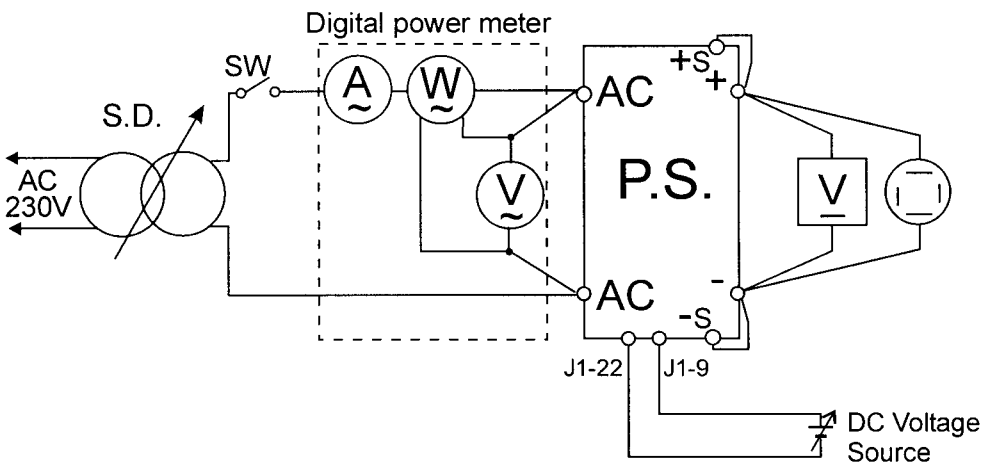 Digital power meter
SW
S.D.
AC
230V
A
~
W
~
V
~
AC
P.S.
AC
+S
+
-
-S
V
J1-22
J1-9
DC Voltage
Source